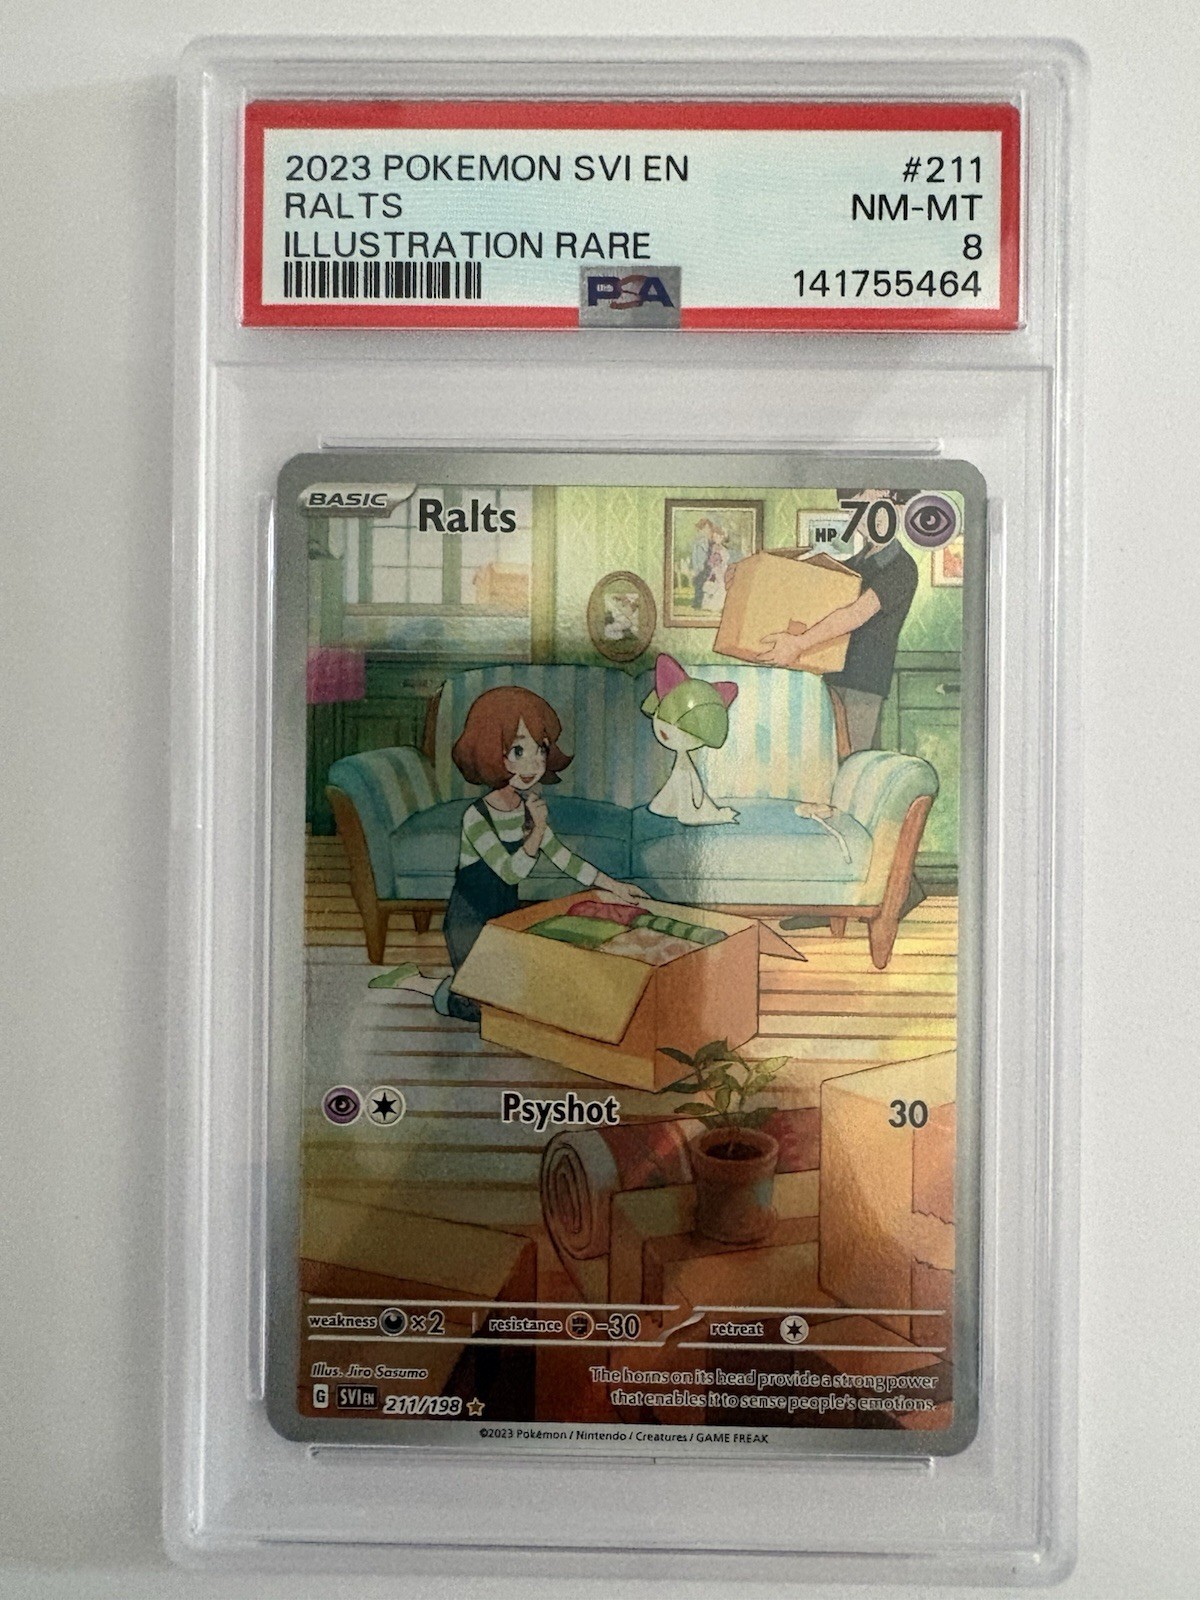 2023 POKEMON SVI EN #211
RALTS NM-MT
ILLUSTRATION RARE 8
PSA 141755464
BASIC Ralts HP 70
Psyshot 30
weakness ×2 resistance -30 retreat
Illus. Jiro Sasumo
The horns on its head provide a strong power
that enables it to sense people's emotions.
G SVI EN 211/198
©2023 Pokémon / Nintendo / Creatures / GAME FREAK